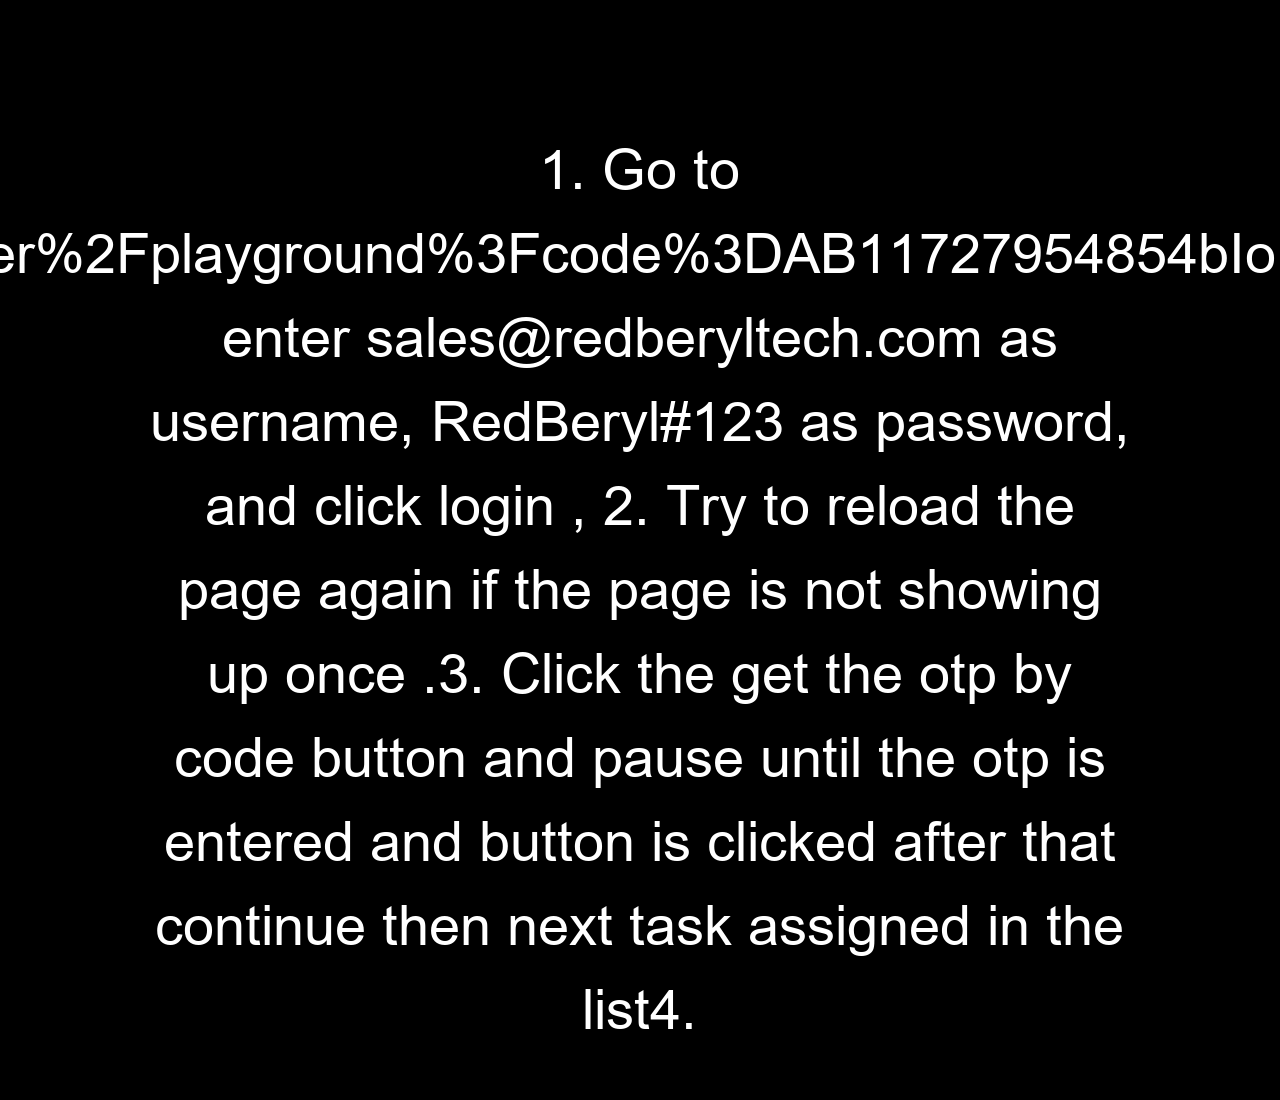 1. Go to
er%2Fplayground%3Fcode%3DAB11727954854bIo
enter sales@redberyltech.com as
username, RedBeryl#123 as password,
and click login , 2. Try to reload the
page again if the page is not showing
up once .3. Click the get the otp by
code button and pause until the otp is
entered and button is clicked after that
continue then next task assigned in the
list4.